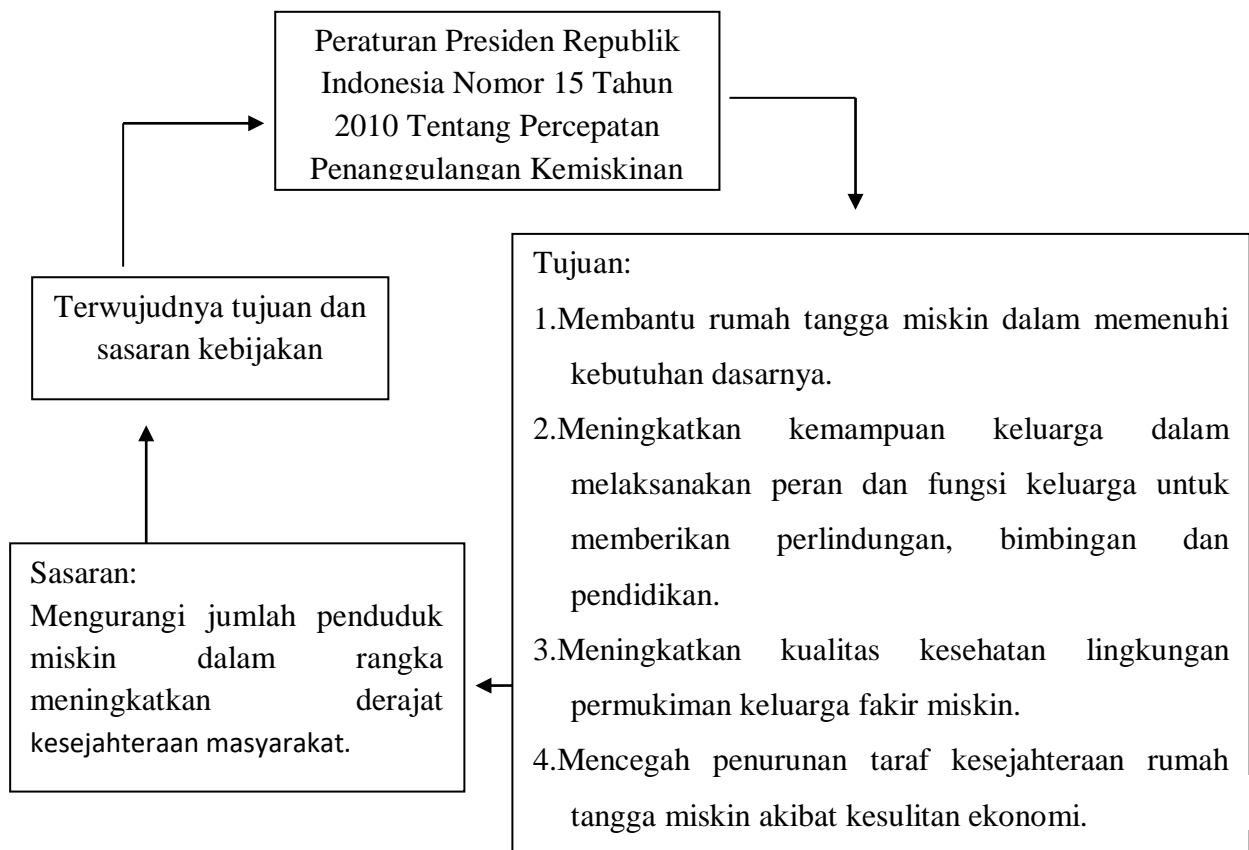 Peraturan Presiden Republik
Indonesia Nomor 15 Tahun
2010 Tentang Percepatan
Penanggulangan Kemiskinan
Tujuan:
1.Membantu rumah tangga miskin dalam memenuhi
kebutuhan dasarnya.
2.Meningkatkan kemampuan keluarga dalam
melaksanakan peran dan fungsi keluarga untuk
memberikan perlindungan, bimbingan dan
pendidikan.
3.Meningkatkan kualitas kesehatan lingkungan
permukiman keluarga fakir miskin.
4.Mencegah penurunan taraf kesejahteraan rumah
tangga miskin akibat kesulitan ekonomi.
Sasaran:
Mengurangi jumlah penduduk
miskin dalam rangka
meningkatkan derajat
kesejahteraan masyarakat.
Terwujudnya tujuan dan
sasaran kebijakan